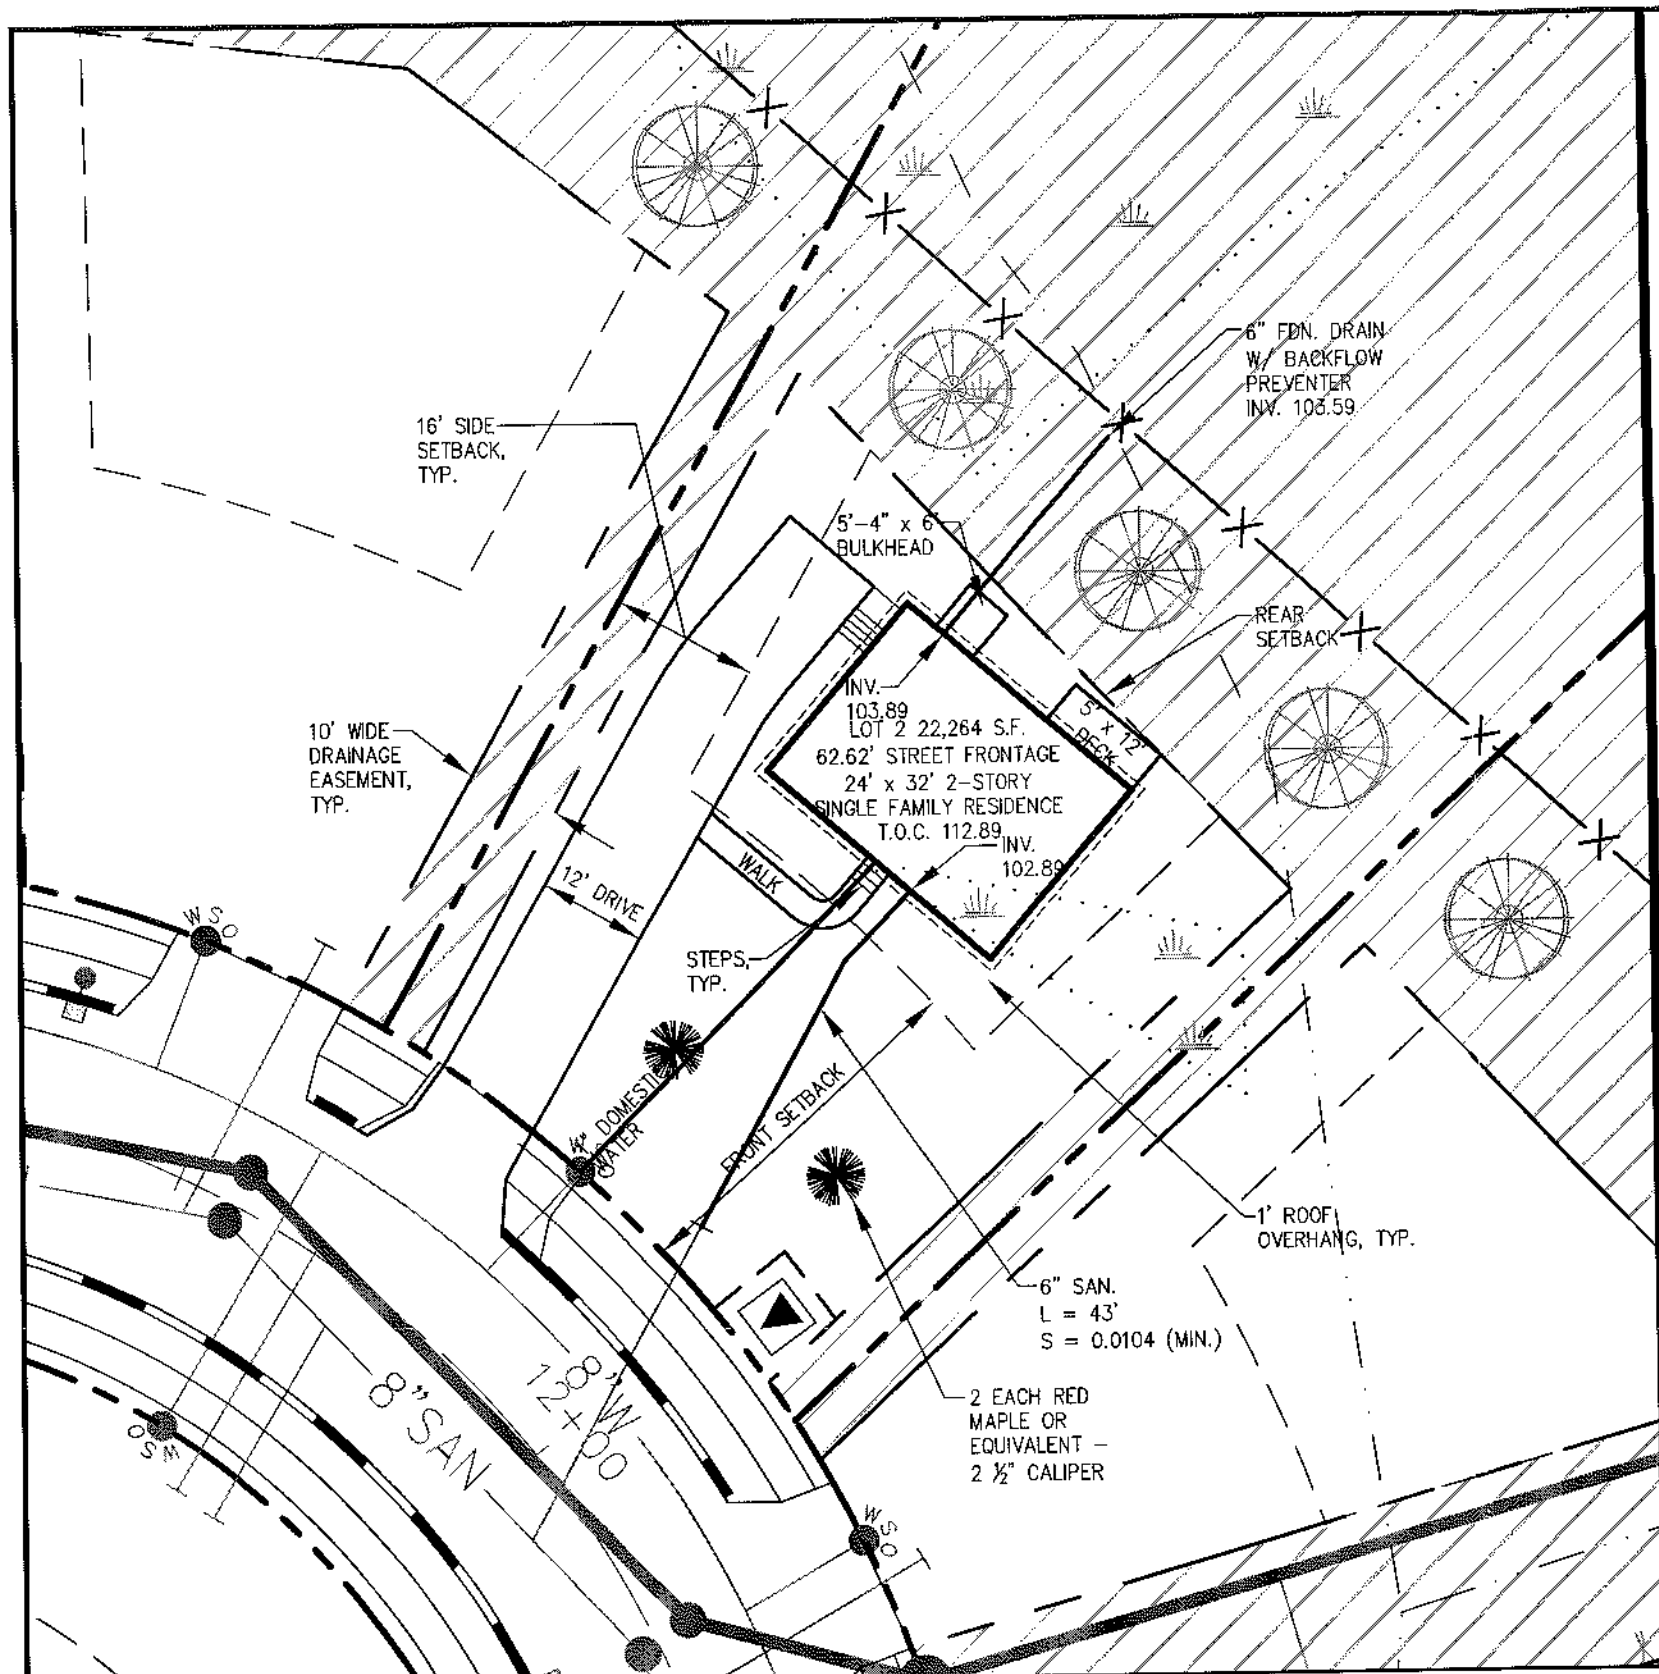 6" FDN. DRAIN
W/ BACKFLOW
PREVENTER
INV. 103.59
16' SIDE
SETBACK,
TYP.
5'-4" x 6'
BULKHEAD
REAR
SETBACK
10' WIDE
DRAINAGE
EASEMENT,
TYP.
INV.
103.89
LOT 2 22,264 S.F.
62.62' STREET FRONTAGE
24' x 32' 2-STORY
SINGLE FAMILY RESIDENCE
T.O.C. 112.89
INV.
102.89
5' x 12'
DECK
WALK
12' DRIVE
STEPS,
TYP.
WSO
DOMESTIC
WATER
FRONT SETBACK
1' ROOF
OVERHANG, TYP.
6" SAN.
L = 43'
S = 0.0104 (MIN.)
2 EACH RED
MAPLE OR
EQUIVALENT -
2 ½" CALIPER
8" SAN
8" W
12+00
WSO
WSO